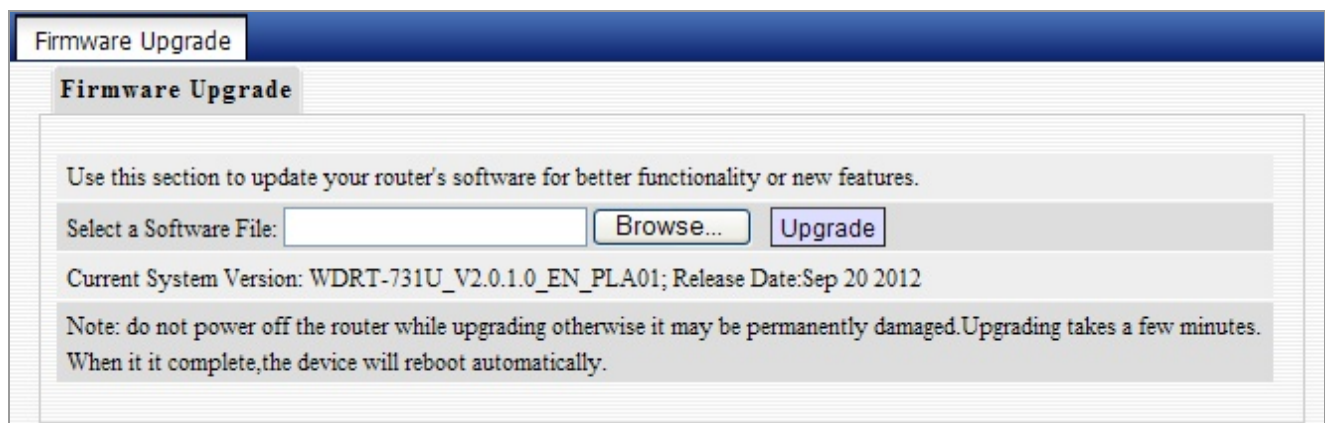 Firmware Upgrade
Firmware Upgrade
Use this section to update your router's software for better functionality or new features.
Select a Software File: Browse... Upgrade
Current System Version: WDRT-731U_V2.0.1.0_EN_PLA01; Release Date:Sep 20 2012
Note: do not power off the router while upgrading otherwise it may be permanently damaged.Upgrading takes a few minutes.
When it it complete,the device will reboot automatically.